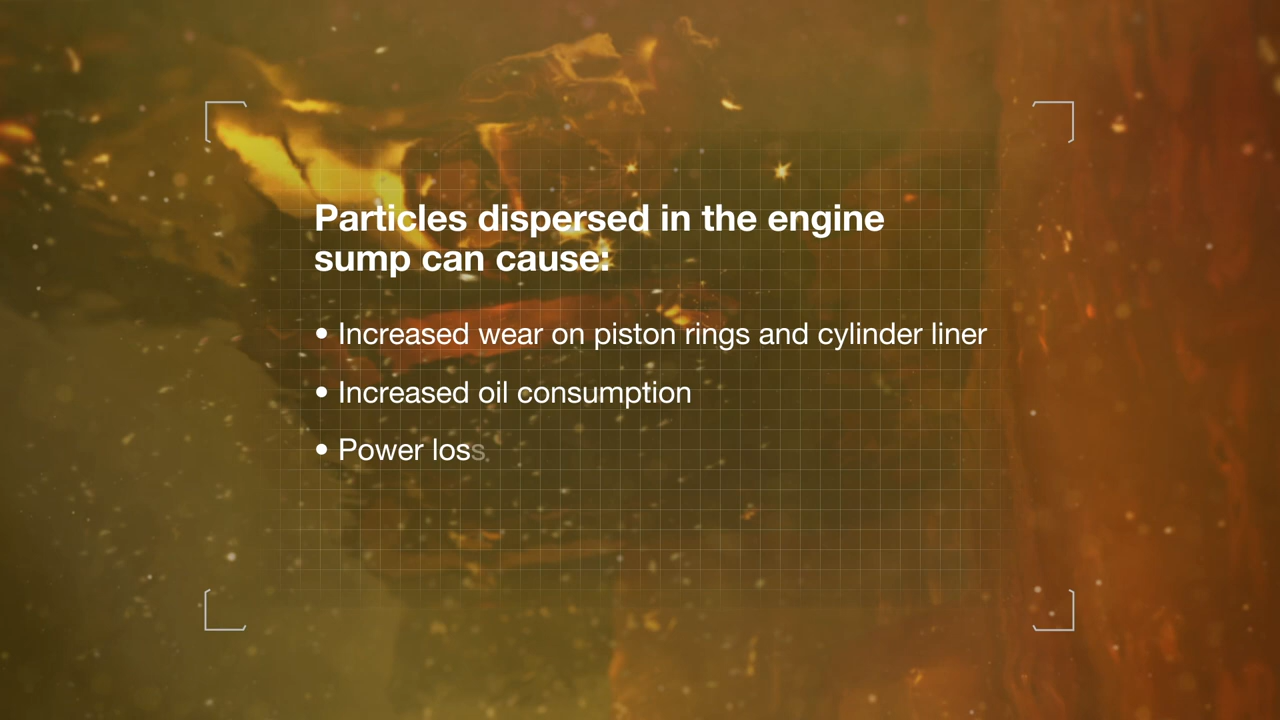 Particles dispersed in the engine
sump can cause:
• Increased wear on piston rings and cylinder liner
• Increased oil consumption
• Power loss.